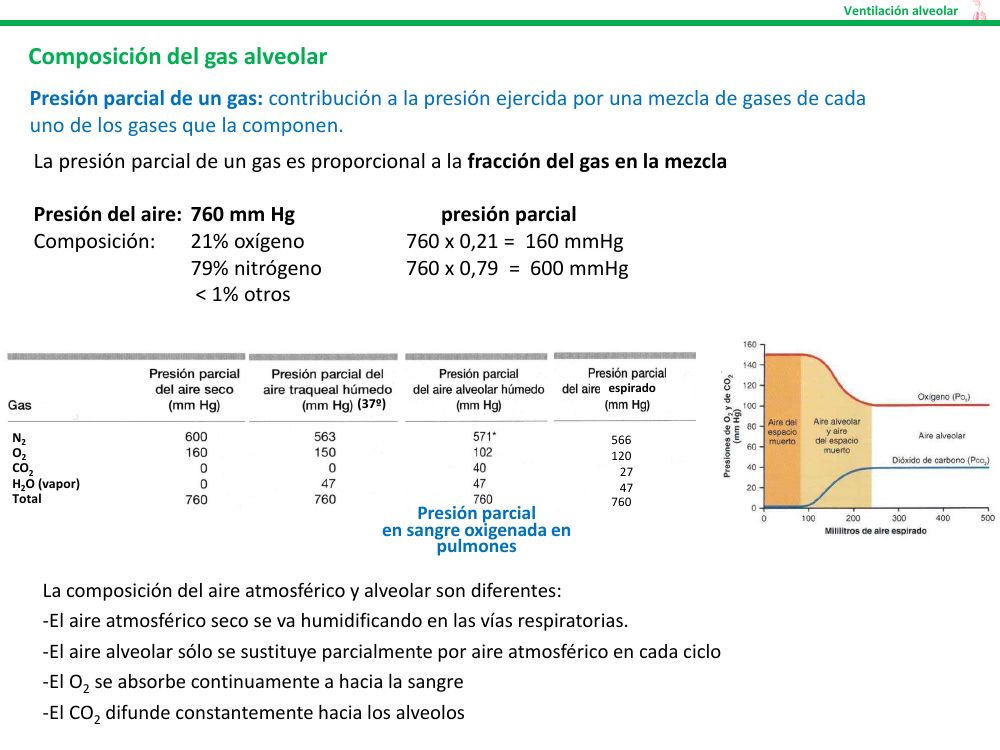 Ventilación alveolar
Composición del gas alveolar
Presión parcial de un gas: contribución a la presión ejercida por una mezcla de gases de cada
uno de los gases que la componen.
La presión parcial de un gas es proporcional a la fracción del gas en la mezcla
Presión del aire: 760 mm Hg presión parcial
Composición: 21% oxígeno 760 x 0,21 = 160 mmHg
79% nitrógeno 760 x 0,79 = 600 mmHg
< 1% otros
Presión parcial Presión parcial del Presión parcial Presión parcial
del aire seco aire traqueal húmedo del aire alveolar húmedo del aire espirado
Gas (mm Hg) (mm Hg) (37º) (mm Hg) (mm Hg)
N2 600 563 571* 566
O2 160 150 102 120
CO2 0 0 40 27
H2O (vapor) 0 47 47 47
Total 760 760 760 760
Presión parcial
en sangre oxigenada en
pulmones
Presiones de O2 y de CO2
(mm Hg)
160
140
120
100
80
60
40
20
0
Aire del
espacio
muerto
Aire alveolar
y aire
del espacio
muerto
Oxígeno (PO2)
Aire alveolar
Dióxido de carbono (PCO2)
0 100 200 300 400 500
Mililitros de aire espirado
La composición del aire atmosférico y alveolar son diferentes:
-El aire atmosférico seco se va humidificando en las vías respiratorias.
-El aire alveolar sólo se sustituye parcialmente por aire atmosférico en cada ciclo
-El O2 se absorbe continuamente a hacia la sangre
-El CO2 difunde constantemente hacia los alveolos